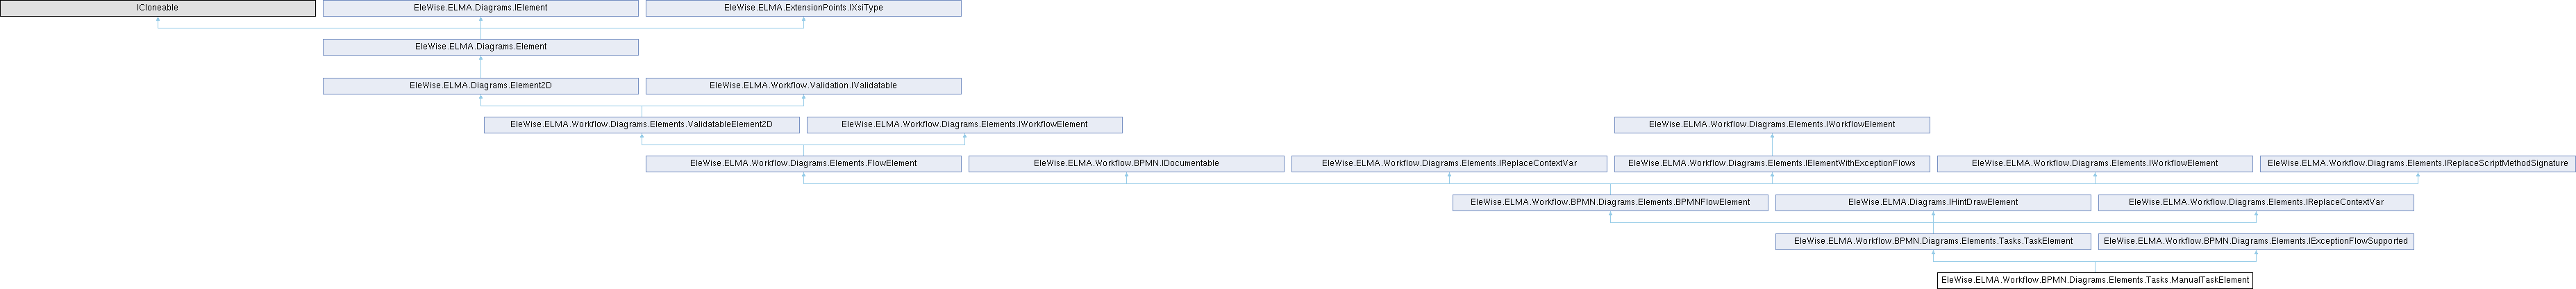 ICloneable
EleWise.ELMA.Diagrams.IElement
EleWise.ELMA.ExtensionPoints.IXsiType
EleWise.ELMA.Diagrams.Element
EleWise.ELMA.Diagrams.Element2D
EleWise.ELMA.Workflow.Validation.IValidatable
EleWise.ELMA.Workflow.Diagrams.Elements.ValidatableElement2D
EleWise.ELMA.Workflow.Diagrams.Elements.IWorkflowElement
EleWise.ELMA.Workflow.Diagrams.Elements.IWorkflowElement
EleWise.ELMA.Workflow.Diagrams.Elements.FlowElement
EleWise.ELMA.Workflow.BPMN.IDocumentable
EleWise.ELMA.Workflow.Diagrams.Elements.IReplaceContextVar
EleWise.ELMA.Workflow.Diagrams.Elements.IElementWithExceptionFlows
EleWise.ELMA.Workflow.Diagrams.Elements.IWorkflowElement
EleWise.ELMA.Workflow.Diagrams.Elements.IReplaceScriptMethodSignature
EleWise.ELMA.Workflow.BPMN.Diagrams.Elements.BPMNFlowElement
EleWise.ELMA.Diagrams.IHintDrawElement
EleWise.ELMA.Workflow.Diagrams.Elements.IReplaceContextVar
EleWise.ELMA.Workflow.BPMN.Diagrams.Elements.Tasks.TaskElement
EleWise.ELMA.Workflow.BPMN.Diagrams.Elements.IExceptionFlowSupported
EleWise.ELMA.Workflow.BPMN.Diagrams.Elements.Tasks.ManualTaskElement